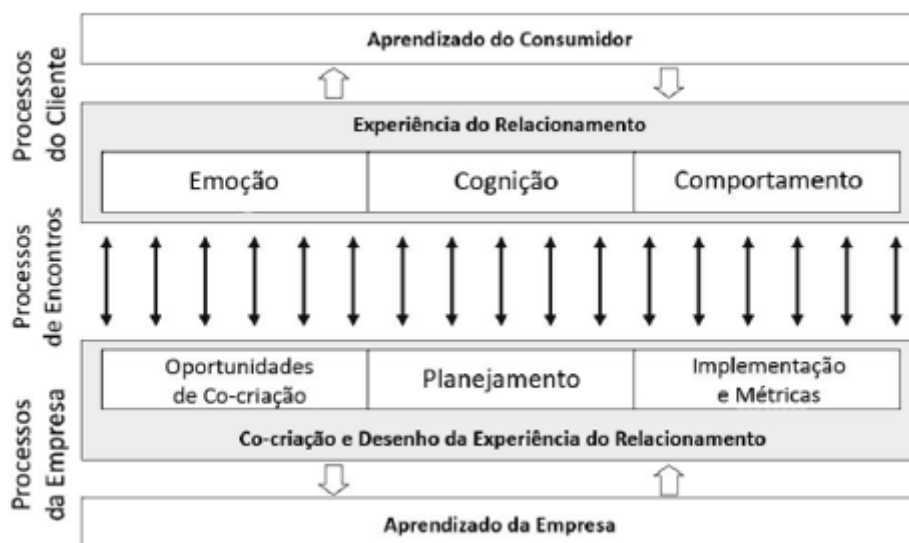 Processos
do Cliente
Aprendizado do Consumidor
Experiência do Relacionamento
Emoção
Cognição
Comportamento
Processos
de Encontros
Processos
da Empresa
Oportunidades
de Co-criação
Planejamento
Implementação
e Métricas
Co-criação e Desenho da Experiência do Relacionamento
Aprendizado da Empresa